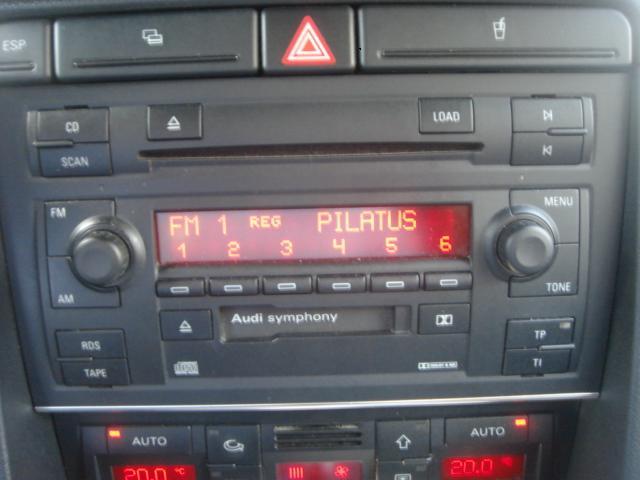 ESP
CD
LOAD
SCAN
FM
FM 1 REG PILATUS
MENU
1 2 3 4 5 6
AM
TONE
Audi symphony
RDS
TP
TAPE
TI
AUTO
AUTO
20.0 °C
20.0 °C